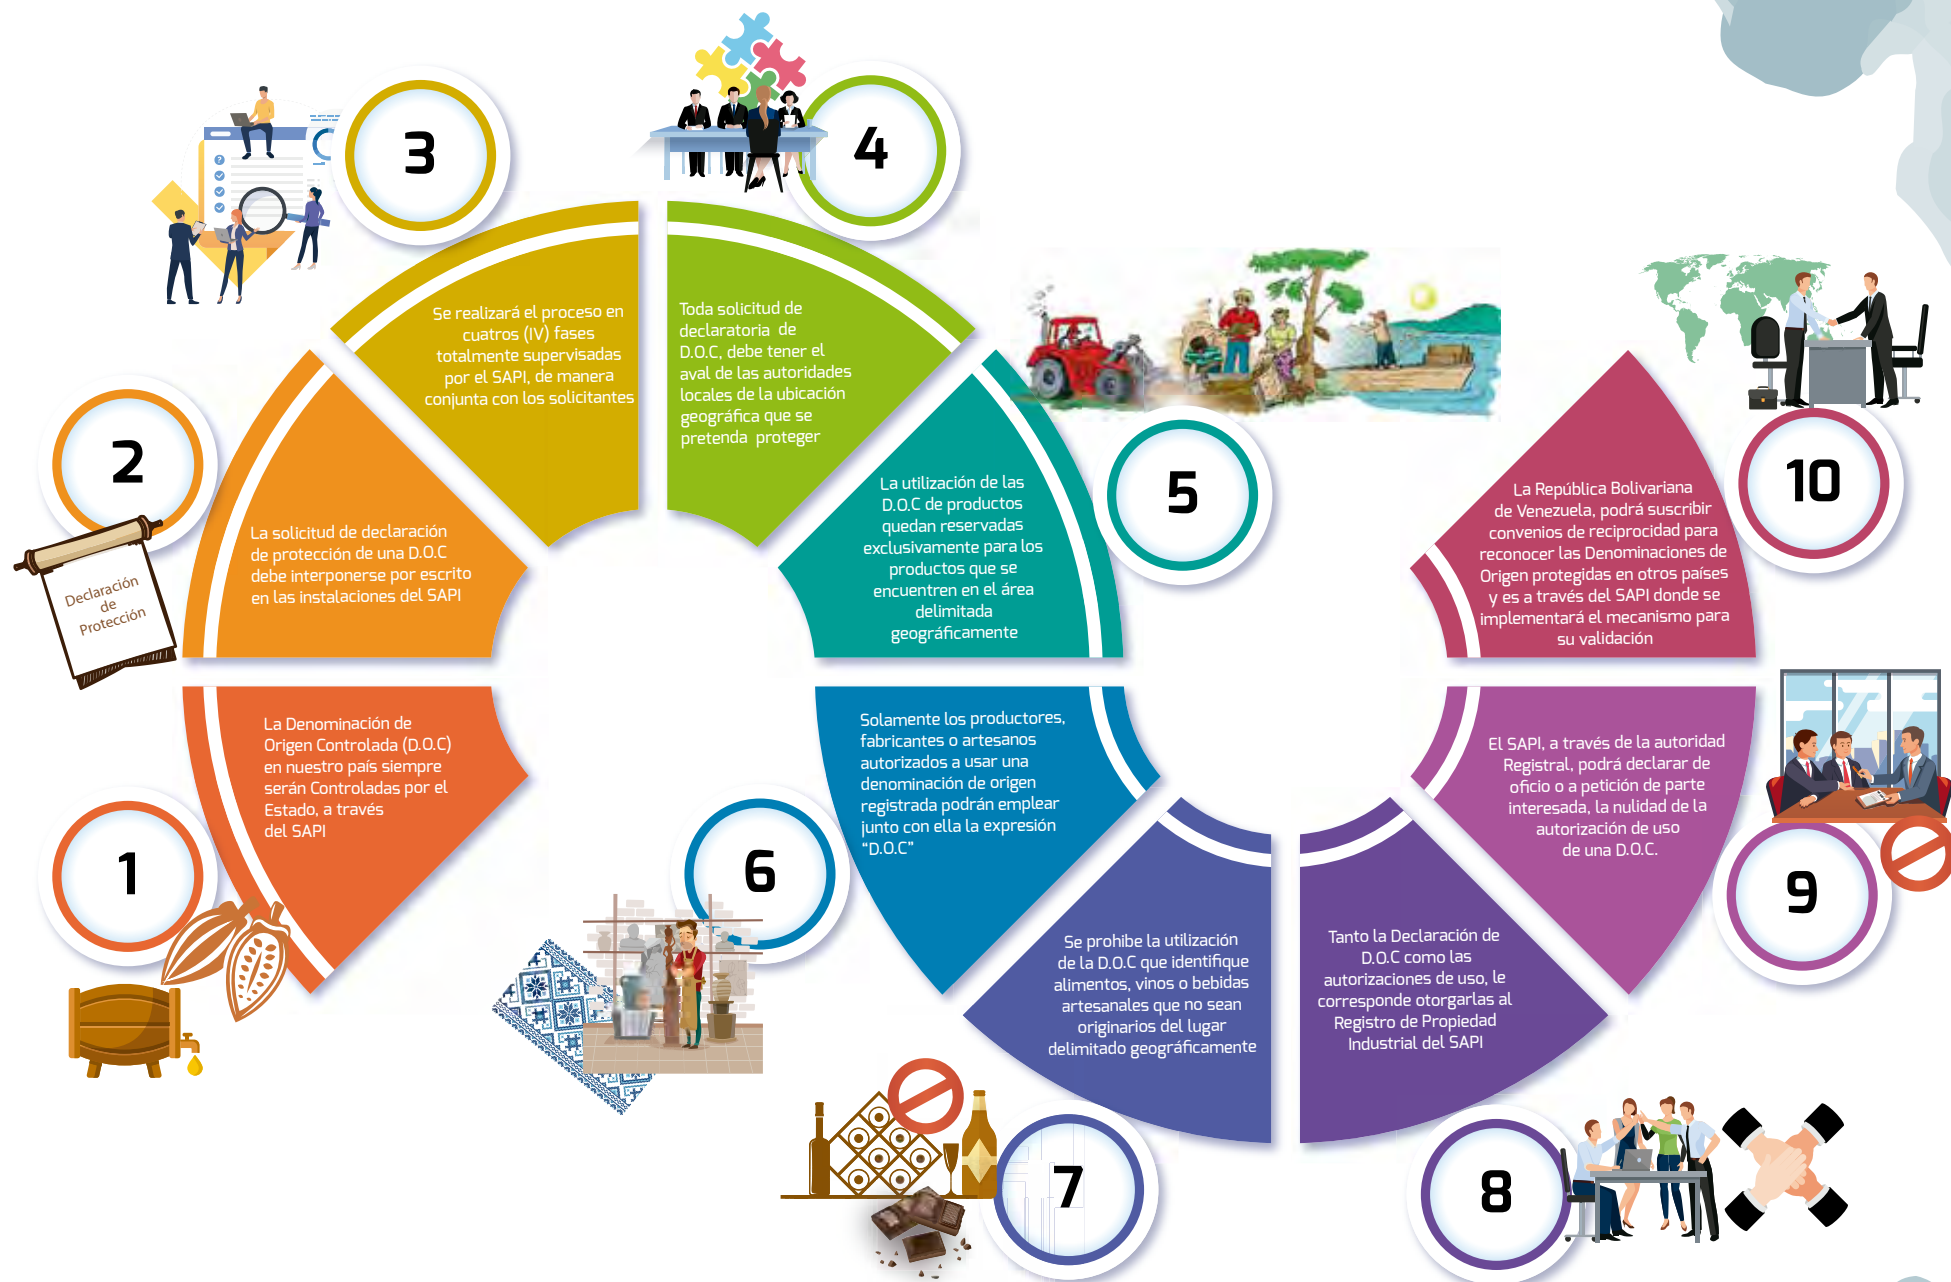 1
La Denominación de
Origen Controlada (D.O.C)
en nuestro país siempre
serán Controladas por el
Estado, a través
del SAPI
2
Declaración
de
Protección
La solicitud de declaración
de protección de una D.O.C
debe interponerse por escrito
en las instalaciones del SAPI
3
Se realizará el proceso en
cuatros (IV) fases
totalmente supervisadas
por el SAPI, de manera
conjunta con los solicitantes
4
Toda solicitud de
declaratoria de
D.O.C, debe tener el
aval de las autoridades
locales de la ubicación
geográfica que se
pretenda proteger
5
La utilización de las
D.O.C de productos
quedan reservadas
exclusivamente para los
productos que se
encuentren en el área
delimitada
geográficamente
6
Solamente los productores,
fabricantes o artesanos
autorizados a usar una
denominación de origen
registrada podrán emplear
junto con ella la expresión
“D.O.C”
7
Se prohibe la utilización
de la D.O.C que identifique
alimentos, vinos o bebidas
artesanales que no sean
originarios del lugar
delimitado geográficamente
8
Tanto la Declaración de
D.O.C como las
autorizaciones de uso, le
corresponde otorgarlas al
Registro de Propiedad
Industrial del SAPI
9
El SAPI, a través de la autoridad
Registral, podrá declarar de
oficio o a petición de parte
interesada, la nulidad de la
autorización de uso
de una D.O.C.
10
La República Bolivariana
de Venezuela, podrá suscribir
convenios de reciprocidad para
reconocer las Denominaciones de
Origen protegidas en otros países
y es a través del SAPI donde se
implementará el mecanismo para
su validación